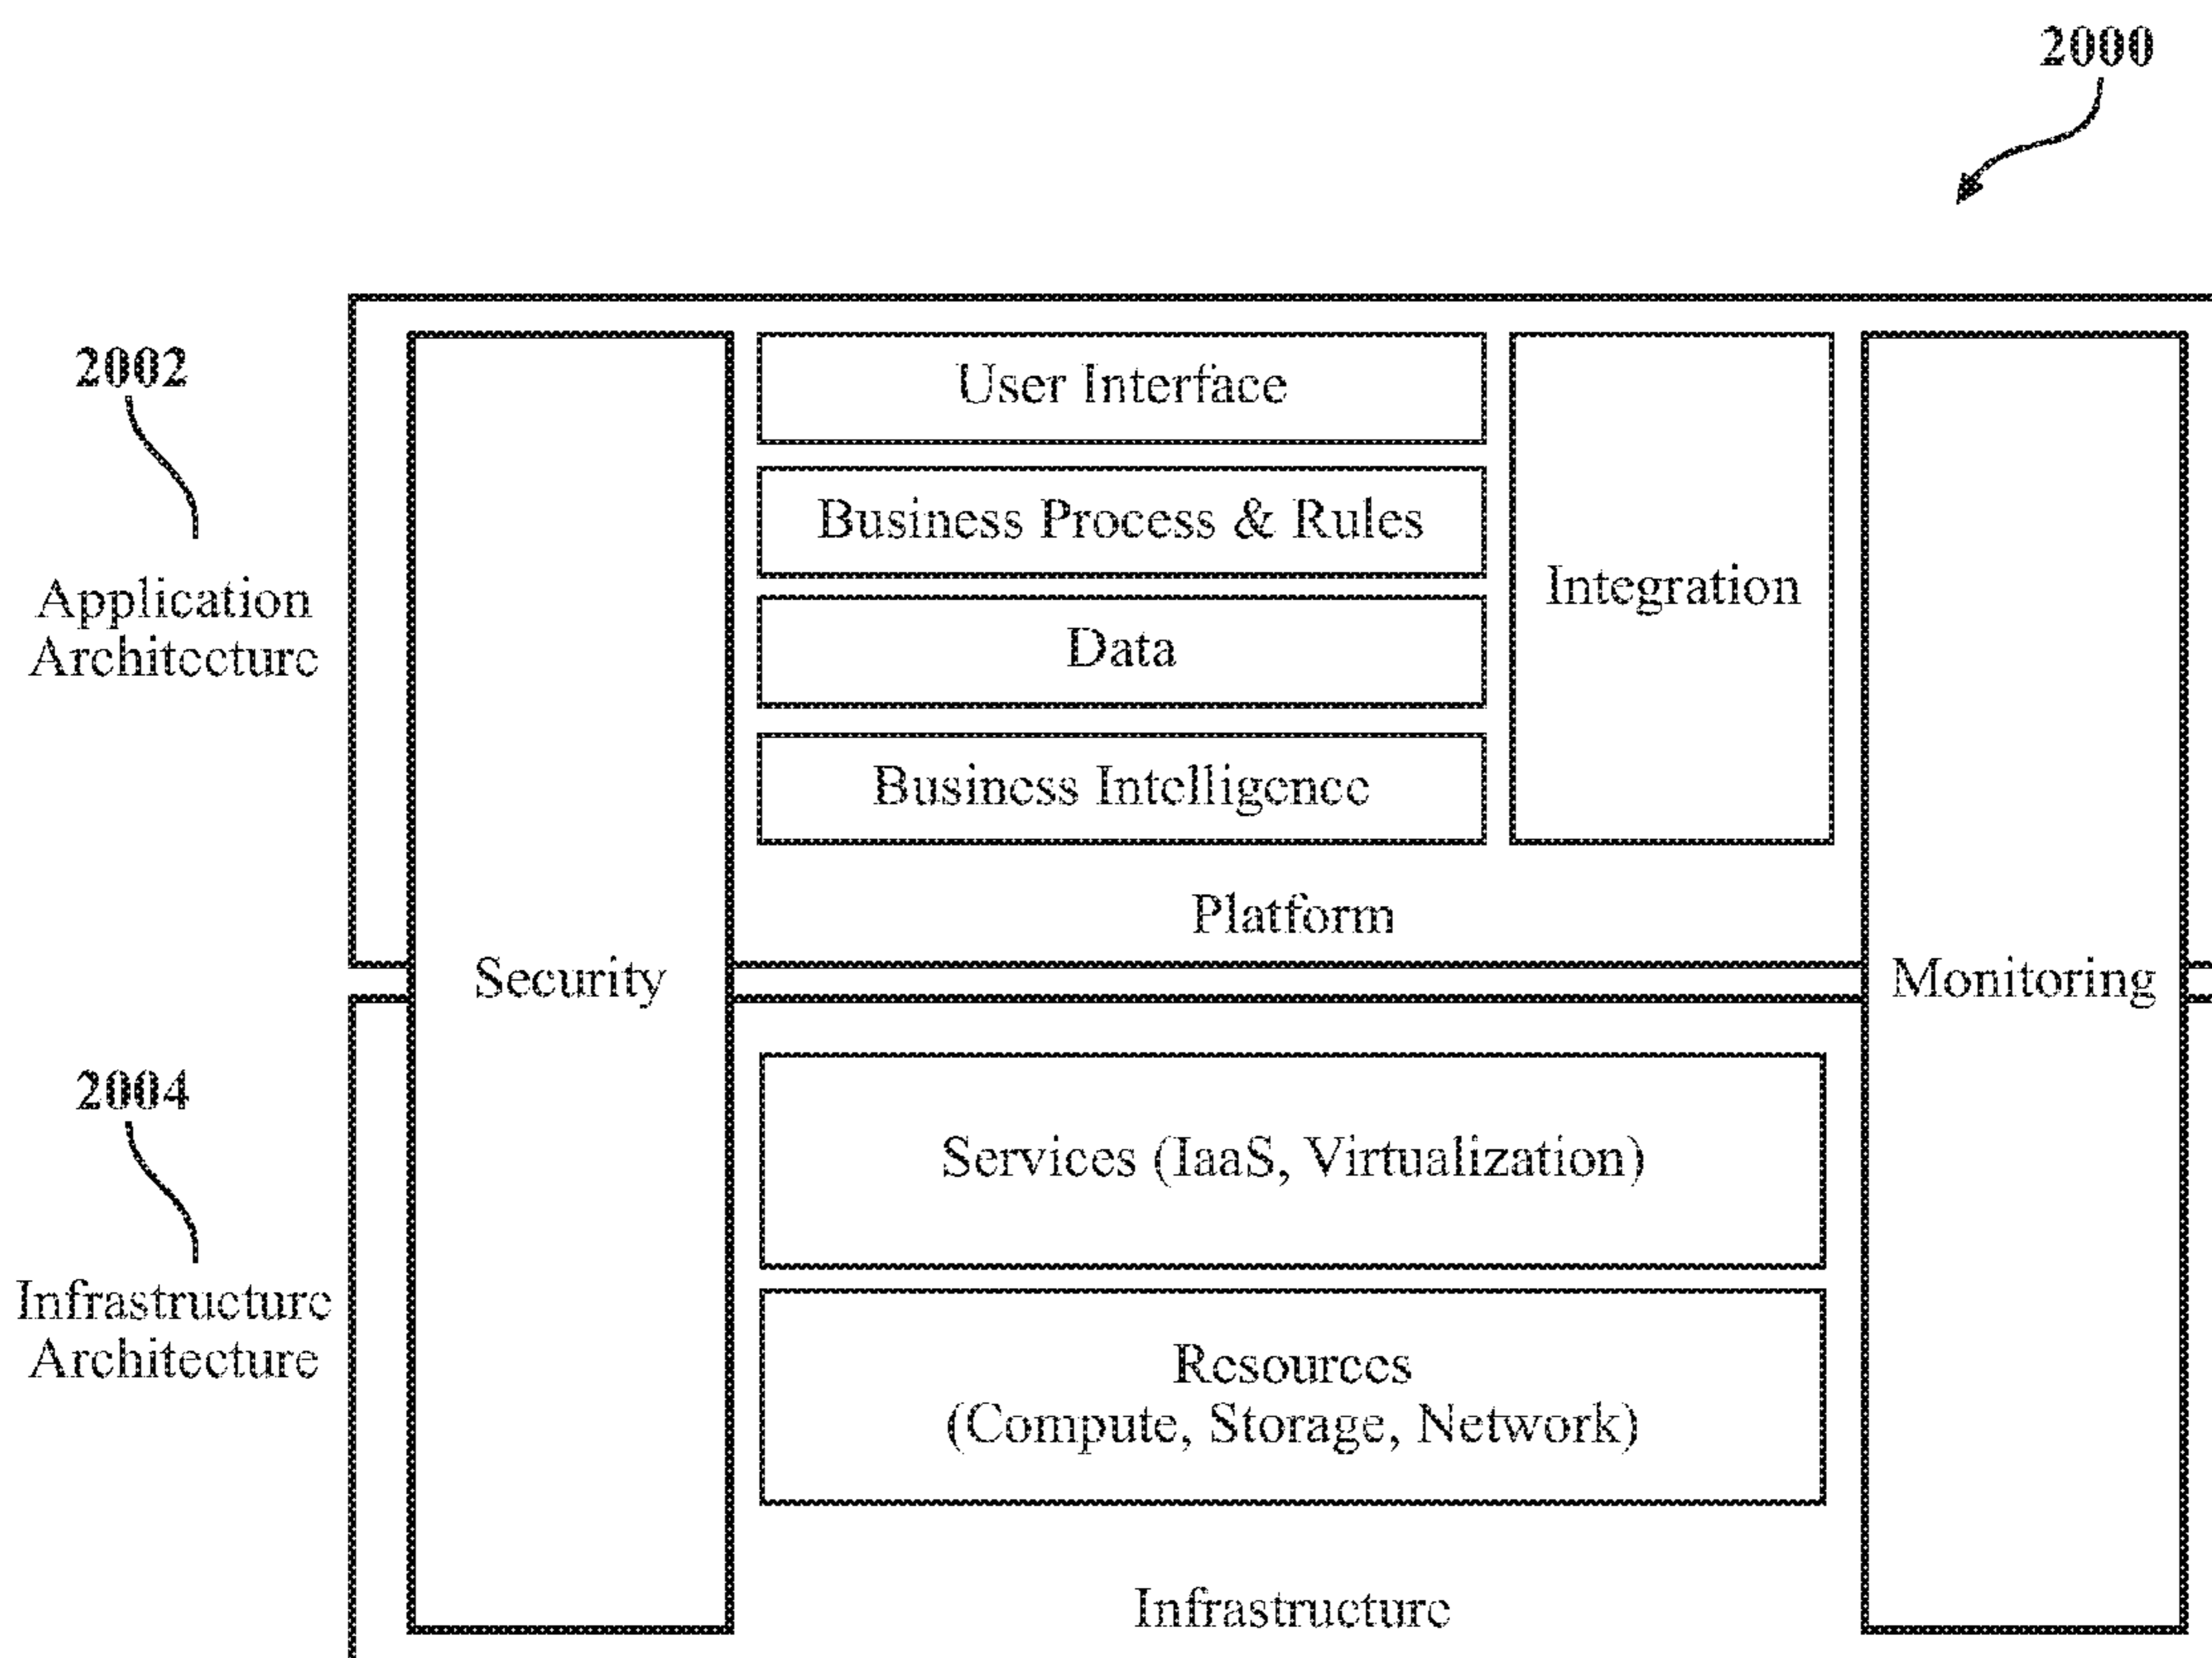 2000
2002
Application
Architecture
User Interface
Business Process & Rules
Data
Business Intelligence
Integration
Platform
Security
Monitoring
2004
Infrastructure
Architecture
Services (IaaS, Virtualization)
Resources
(Compute, Storage, Network)
Infrastructure